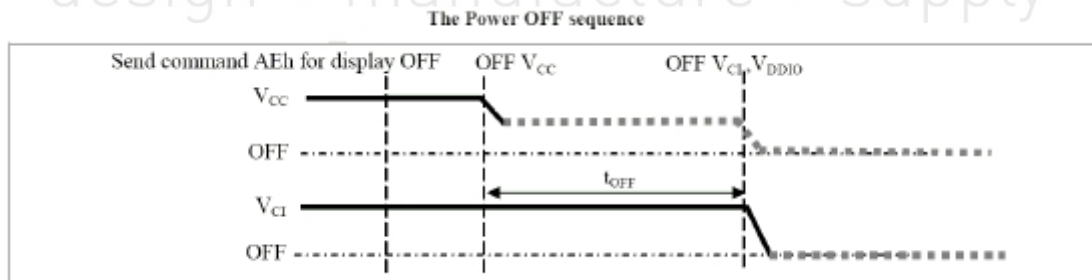 design • manufacture • supply
The Power OFF sequence
Send command AEh for display OFF OFF VCC OFF VCI, VDDIO
VCC
OFF
tOFF
VCI
OFF